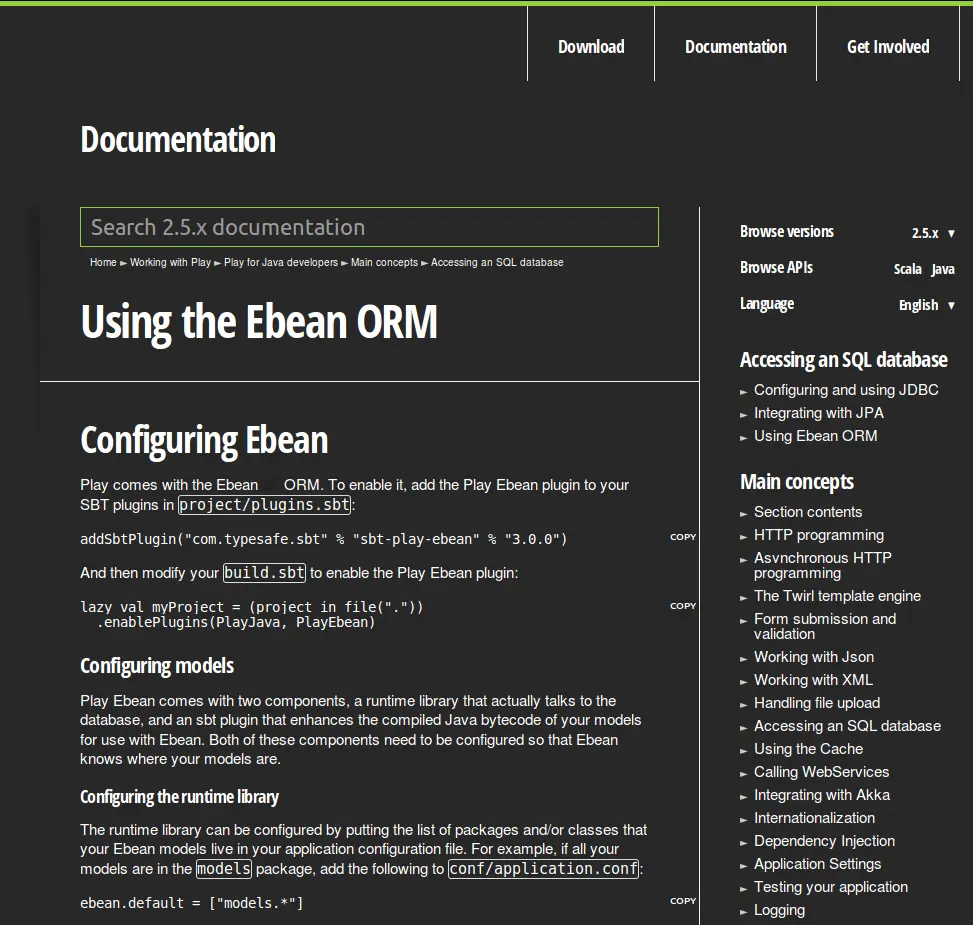 Download Documentation Get Involved
Documentation
Search 2.5.x documentation
Home ► Working with Play ► Play for Java developers ► Main concepts ► Accessing an SQL database
Using the Ebean ORM
Configuring Ebean
Play comes with the Ebean ORM. To enable it, add the Play Ebean plugin to your
SBT plugins in project/plugins.sbt:
addSbtPlugin("com.typesafe.sbt" % "sbt-play-ebean" % "3.0.0")
COPY
And then modify your build.sbt to enable the Play Ebean plugin:
lazy val myProject = (project in file("."))
COPY
.enablePlugins(PlayJava, PlayEbean)
Configuring models
Play Ebean comes with two components, a runtime library that actually talks to the
database, and an sbt plugin that enhances the compiled Java bytecode of your models
for use with Ebean. Both of these components need to be configured so that Ebean
knows where your models are.
Configuring the runtime library
The runtime library can be configured by putting the list of packages and/or classes that
your Ebean models live in your application configuration file. For example, if all your
models are in the models package, add the following to conf/application.conf:
ebean.default = ["models.*"]
COPY
Browse versions 2.5.x ▼
Browse APIs Scala Java
Language English ▼
Accessing an SQL database
► Configuring and using JDBC
► Integrating with JPA
► Using Ebean ORM
Main concepts
► Section contents
► HTTP programming
► Asynchronous HTTP
programming
► The Twirl template engine
► Form submission and
validation
► Working with Json
► Working with XML
► Handling file upload
► Accessing an SQL database
► Using the Cache
► Calling WebServices
► Integrating with Akka
► Internationalization
► Dependency Injection
► Application Settings
► Testing your application
► Logging